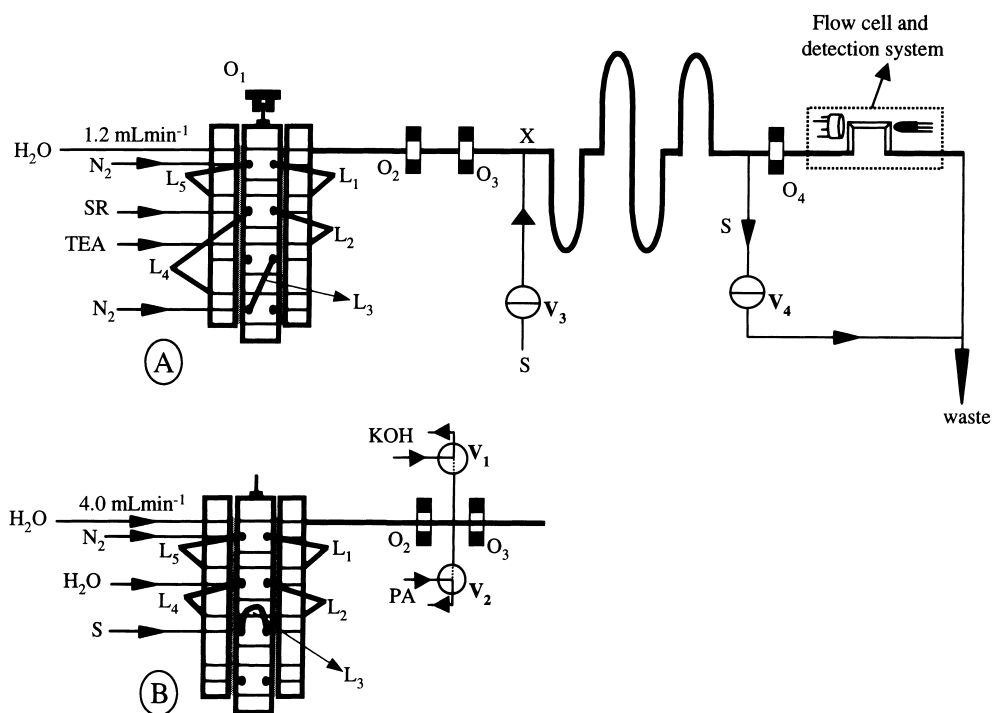 Flow cell and
detection system
O1
1.2 mLmin-1
H2O
N2
L5
L1
SR
L2
TEA
L4
N2
L3
A
O2
O3
X
V3
S
S
V4
O4
waste
KOH
V1
4.0 mLmin-1
H2O
N2
L5
L1
O2
O3
H2O
L4
L2
PA
V2
S
L3
B